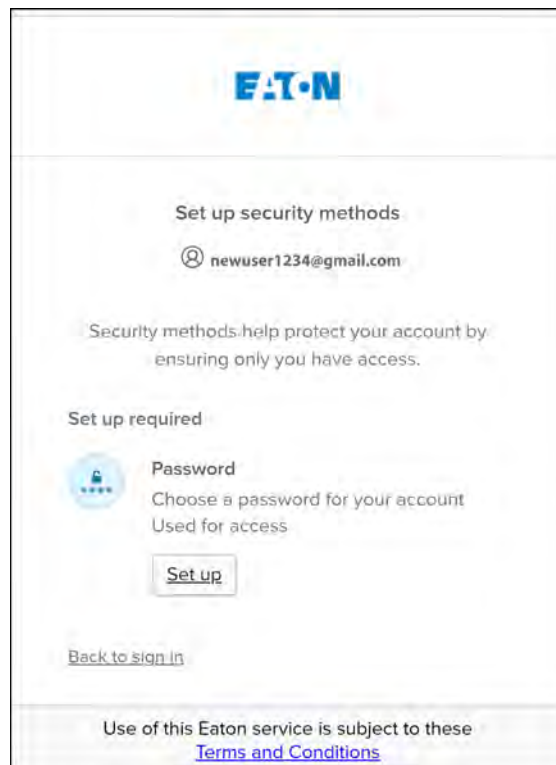 EATON
Set up security methods
newuser1234@gmail.com
Security methods help protect your account by
ensuring only you have access.
Set up required
Password
Choose a password for your account
Used for access
Set up
Back to sign in
Use of this Eaton service is subject to these
Terms and Conditions